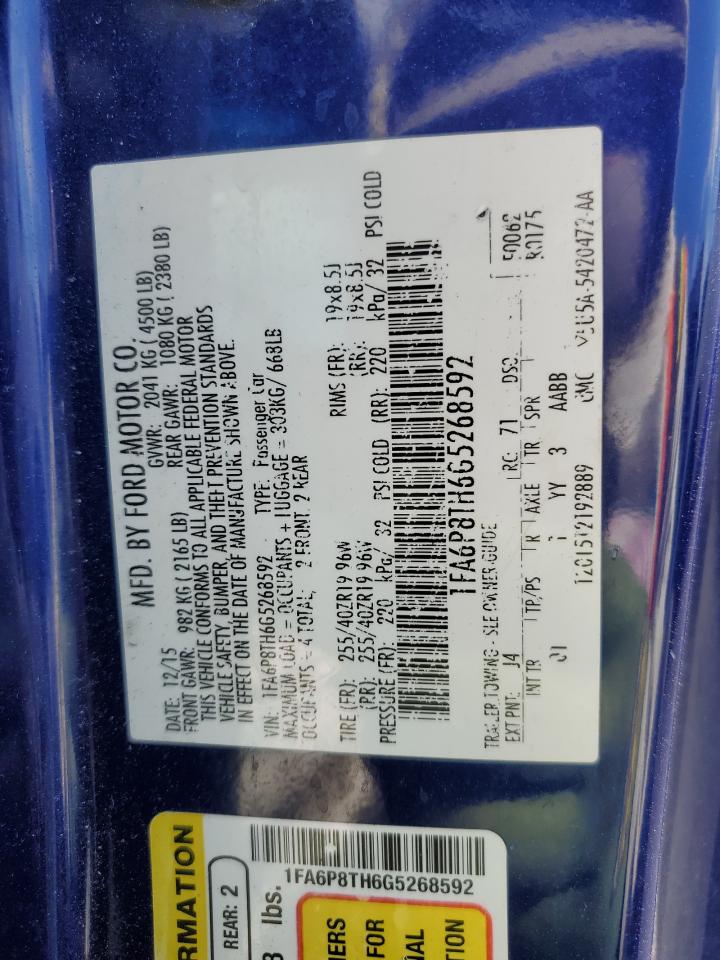 MFD. BY FORD MOTOR CO.
DATE: 12/15 GVWR: 2041 KG ( 4500 LB)
FRONT GAWR: 982 KG ( 2165 LB) REAR GAWR: 1080 KG ( 2380 LB)
THIS VEHICLE CONFORMS TO ALL APPLICABLE FEDERAL MOTOR
VEHICLE SAFETY, BUMPER, AND THEFT PREVENTION STANDARDS
IN EFFECT ON THE DATE OF MANUFACTURE SHOWN ABOVE.
VIN: 1FA6P8TH6G5268592 TYPE: Passenger Car
MAXIMUM LOAD = OCCUPANTS + LUGGAGE = 303KG/ 668LB
OCCUPANTS = 4 TOTAL, 2 FRONT, 2 REAR
TIRE (FR): 255/40ZR19 96W RIMS (FR): 19x8.5J
(RR): 255/40ZR19 96W (RR): 19x8.5J
PRESSURE (FR): 220 kPa/ 32 PSI COLD (RR): 220 kPa/ 32 PSI COLD
1FA6P8TH6G5268592
TRAILER TOWING - SEE OWNER GUIDE
EXT PNT: J4 RC: 71 DSO:
INT TR TP/PS R AXLE TR SPR
YY 3 AABB
RMATION
REAR: 2
lbs.
1FA6P8TH6G5268592
FOR